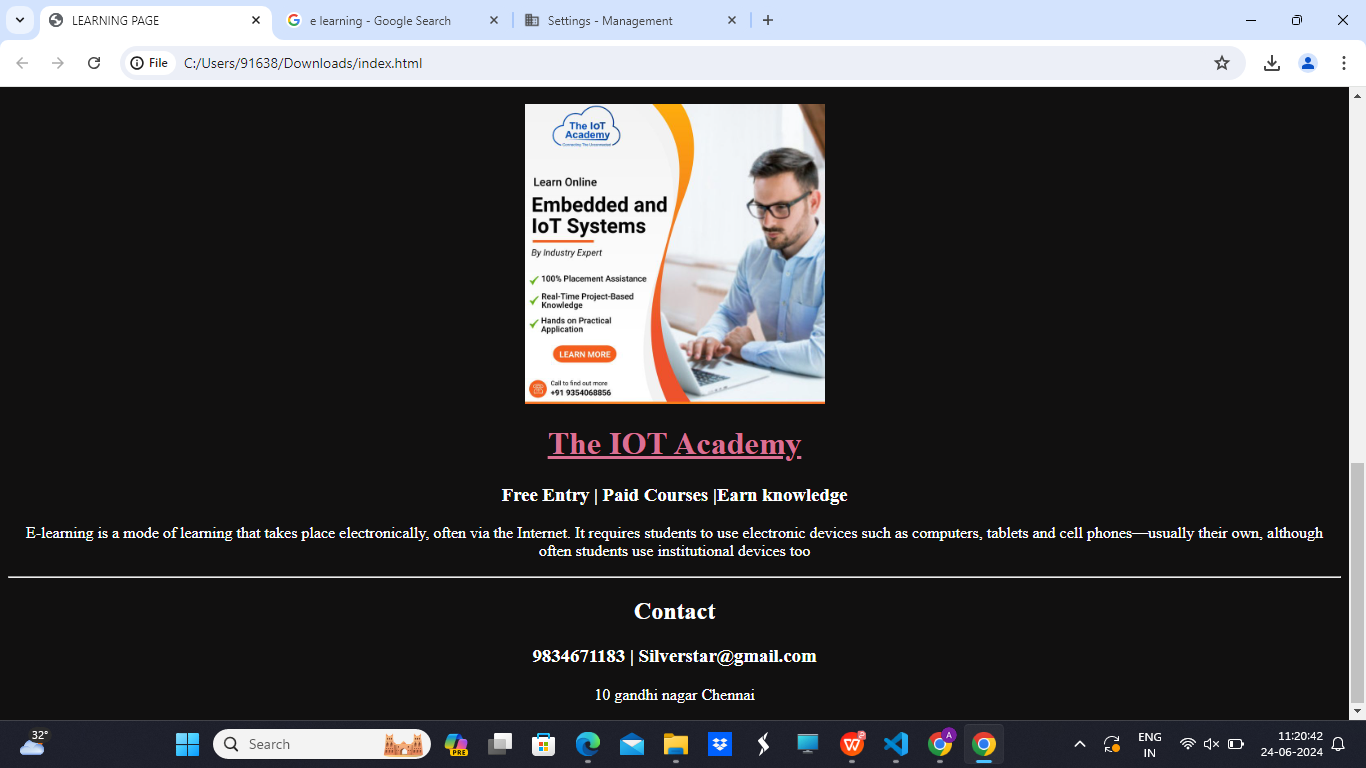 LEARNING PAGE
e learning - Google Search
Settings - Management
File
C:/Users/91638/Downloads/index.html
The IoT
Academy
Connecting The Unconnected
Learn Online
Embedded and
IoT Systems
By Industry Expert
100% Placement Assistance
Real-Time Project-Based
Knowledge
Hands on Practical
Application
LEARN MORE
Call to find out more
+91 9354068856
The IOT Academy
Free Entry | Paid Courses |Earn knowledge
E-learning is a mode of learning that takes place electronically, often via the Internet. It requires students to use electronic devices such as computers, tablets and cell phones—usually their own, although
often students use institutional devices too
Contact
9834671183 | Silverstar@gmail.com
10 gandhi nagar Chennai
32°
Search
PRE
A
ENG
IN
11:20:42
24-06-2024